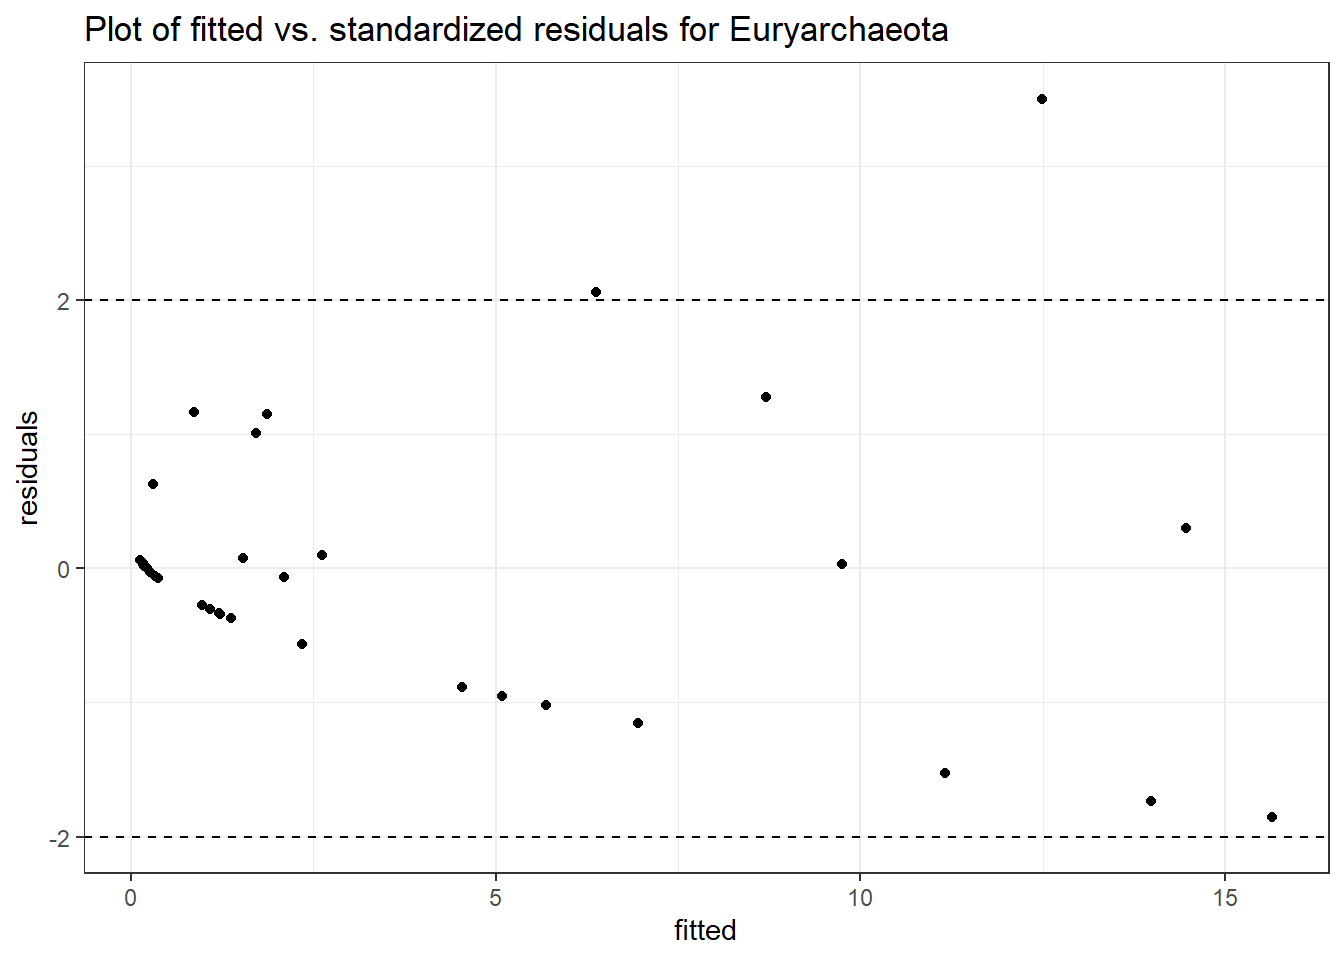 Plot of fitted vs. standardized residuals for Euryarchaeota
residuals
2
0
-2
0
5
10
15
fitted